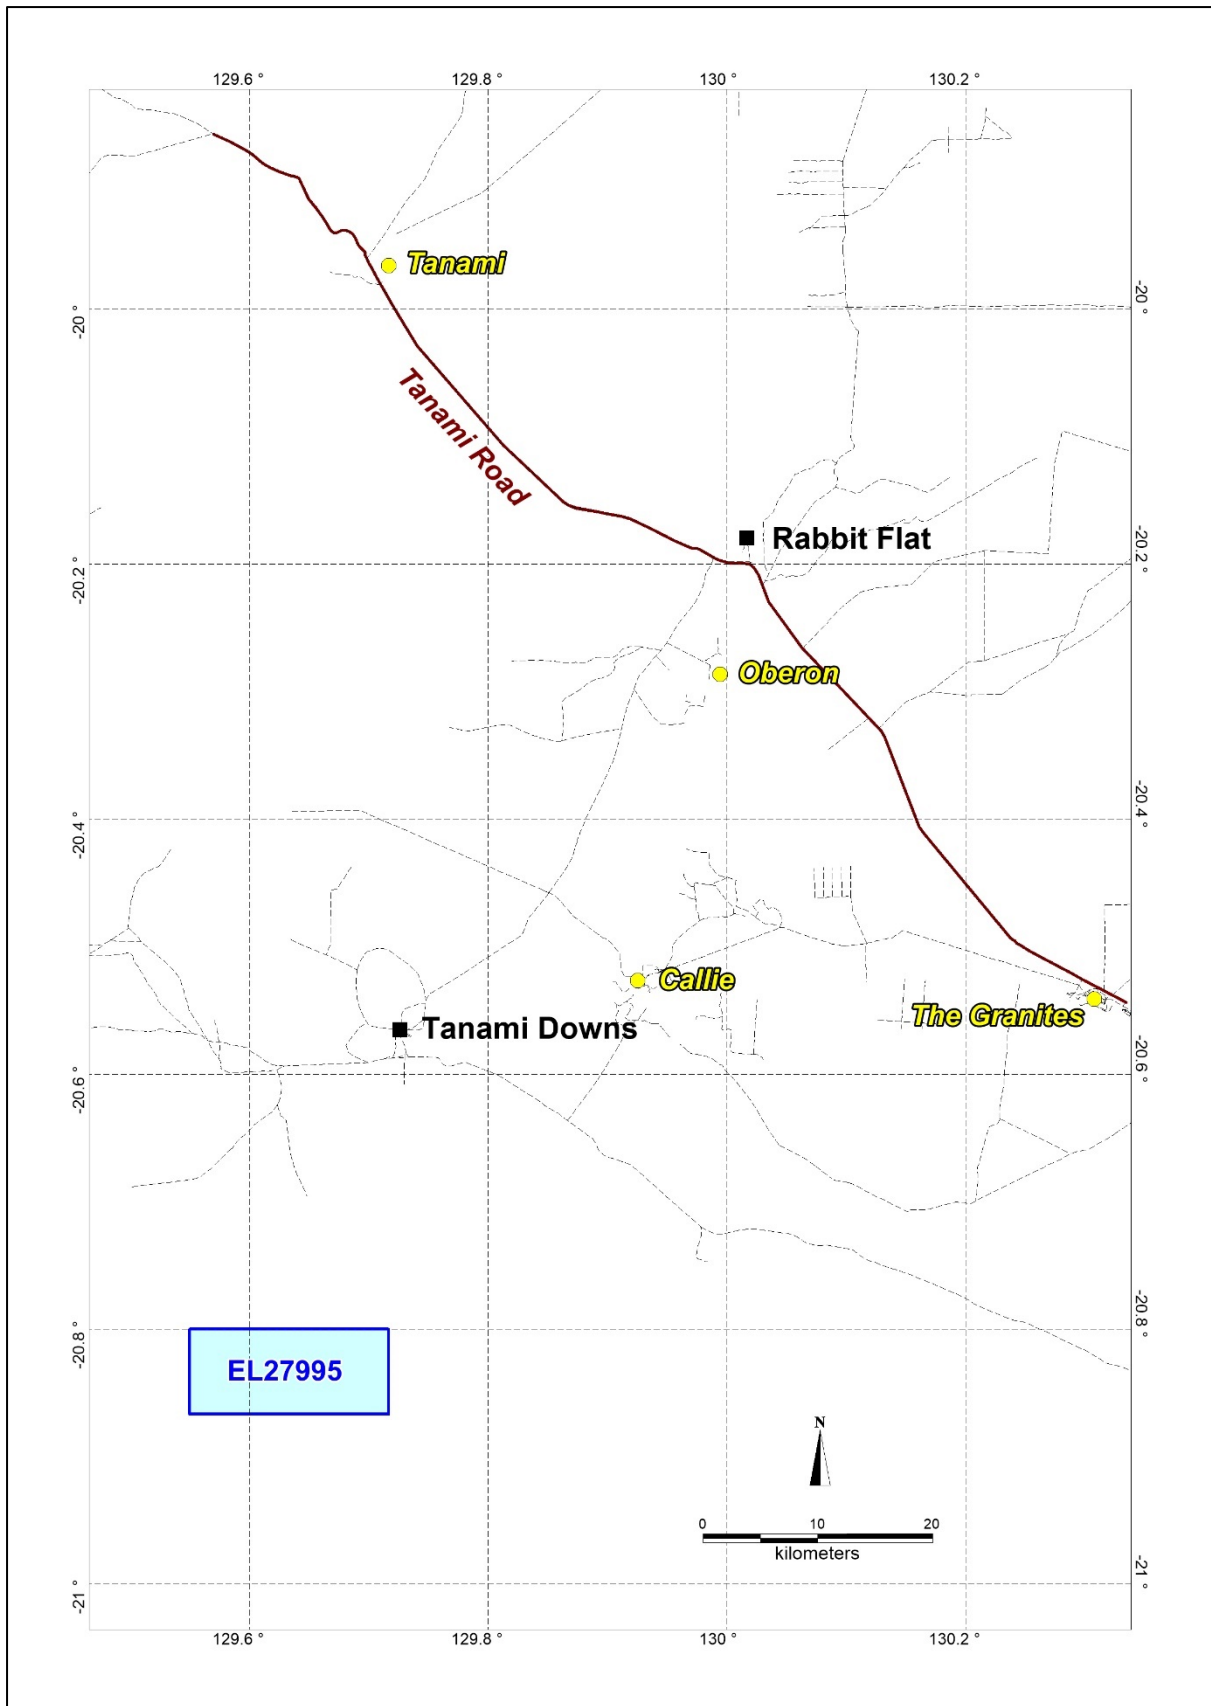 129.6 °
129.8 °
130 °
130.2 °
Tanami
-20 °
-20 °
Tanami Road
Rabbit Flat
-20.2 °
-20.2 °
Oberon
-20.4 °
-20.4 °
Callie
The Granites
Tanami Downs
-20.6 °
-20.6 °
-20.8 °
-20.8 °
EL27995
N
0
10
20
kilometers
-21 °
-21 °
129.6 °
129.8 °
130 °
130.2 °